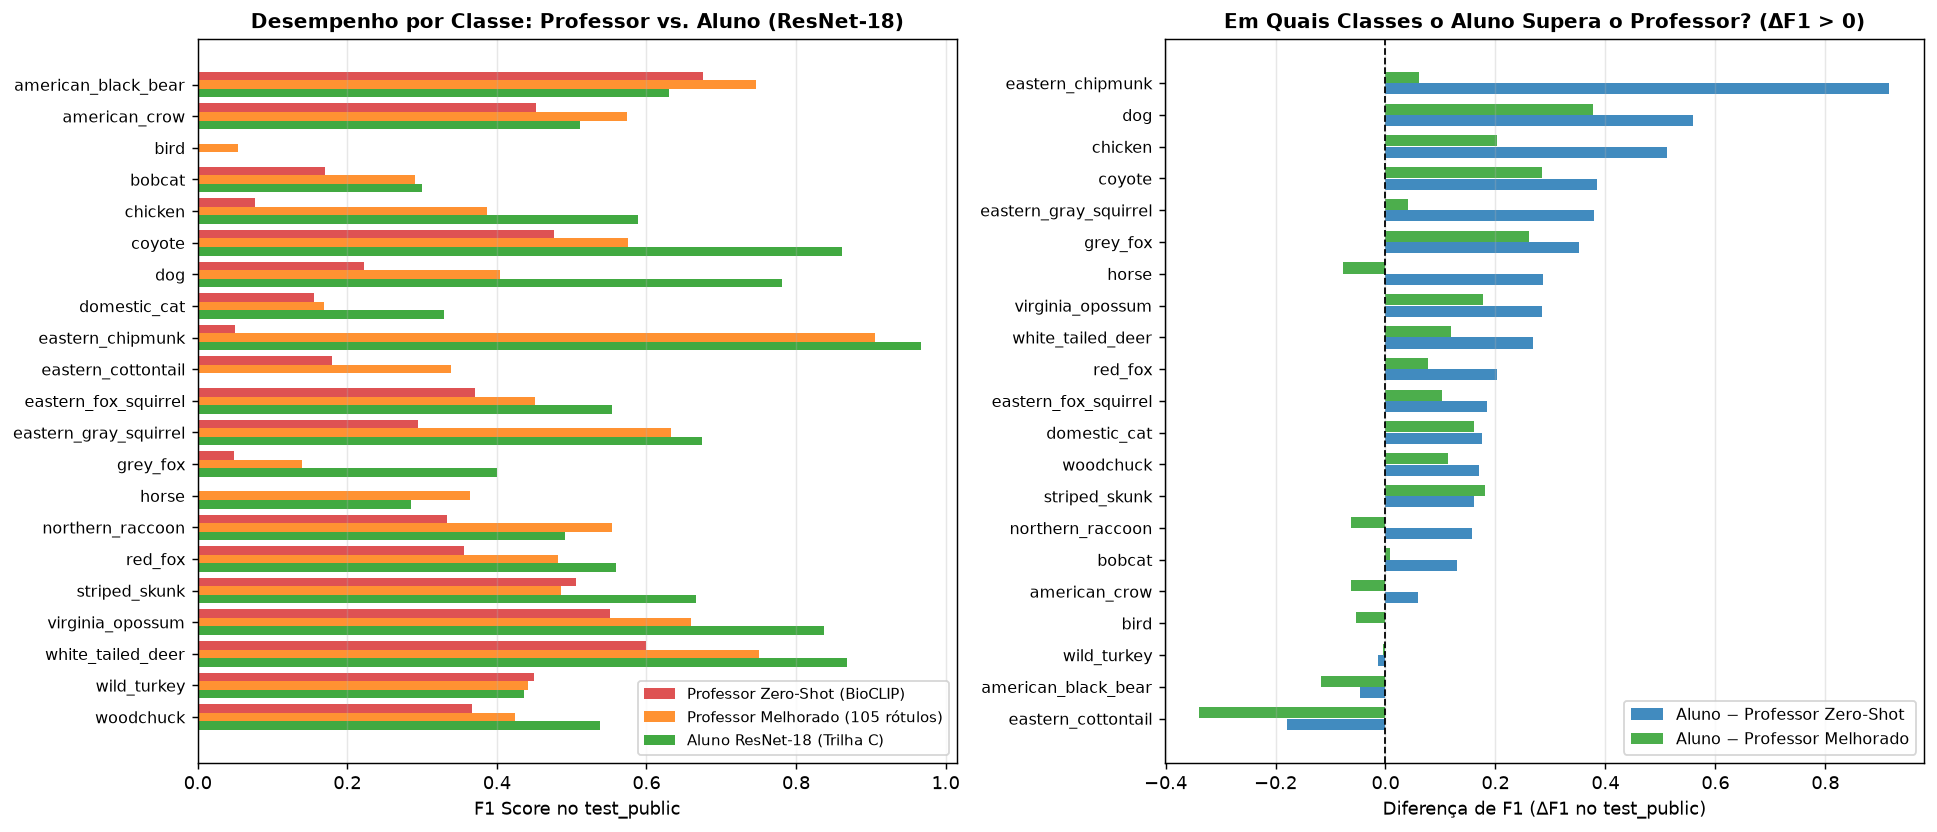 Desempenho por Classe: Professor vs. Aluno (ResNet-18)
american_black_bear
american_crow
bird
bobcat
chicken
coyote
dog
domestic_cat
eastern_chipmunk
eastern_cottontail
eastern_fox_squirrel
eastern_gray_squirrel
grey_fox
horse
northern_raccoon
red_fox
striped_skunk
virginia_opossum
white_tailed_deer
wild_turkey
woodchuck
Professor Zero-Shot (BioCLIP)
Professor Melhorado (105 rótulos)
Aluno ResNet-18 (Trilha C)
0.0 0.2 0.4 0.6 0.8 1.0
F1 Score no test_public
Em Quais Classes o Aluno Supera o Professor? (ΔF1 > 0)
eastern_chipmunk
dog
chicken
coyote
eastern_gray_squirrel
grey_fox
horse
virginia_opossum
white_tailed_deer
red_fox
eastern_fox_squirrel
domestic_cat
woodchuck
striped_skunk
northern_raccoon
bobcat
american_crow
bird
wild_turkey
american_black_bear
eastern_cottontail
Aluno − Professor Zero-Shot
Aluno − Professor Melhorado
−0.4 −0.2 0.0 0.2 0.4 0.6 0.8
Diferença de F1 (ΔF1 no test_public)